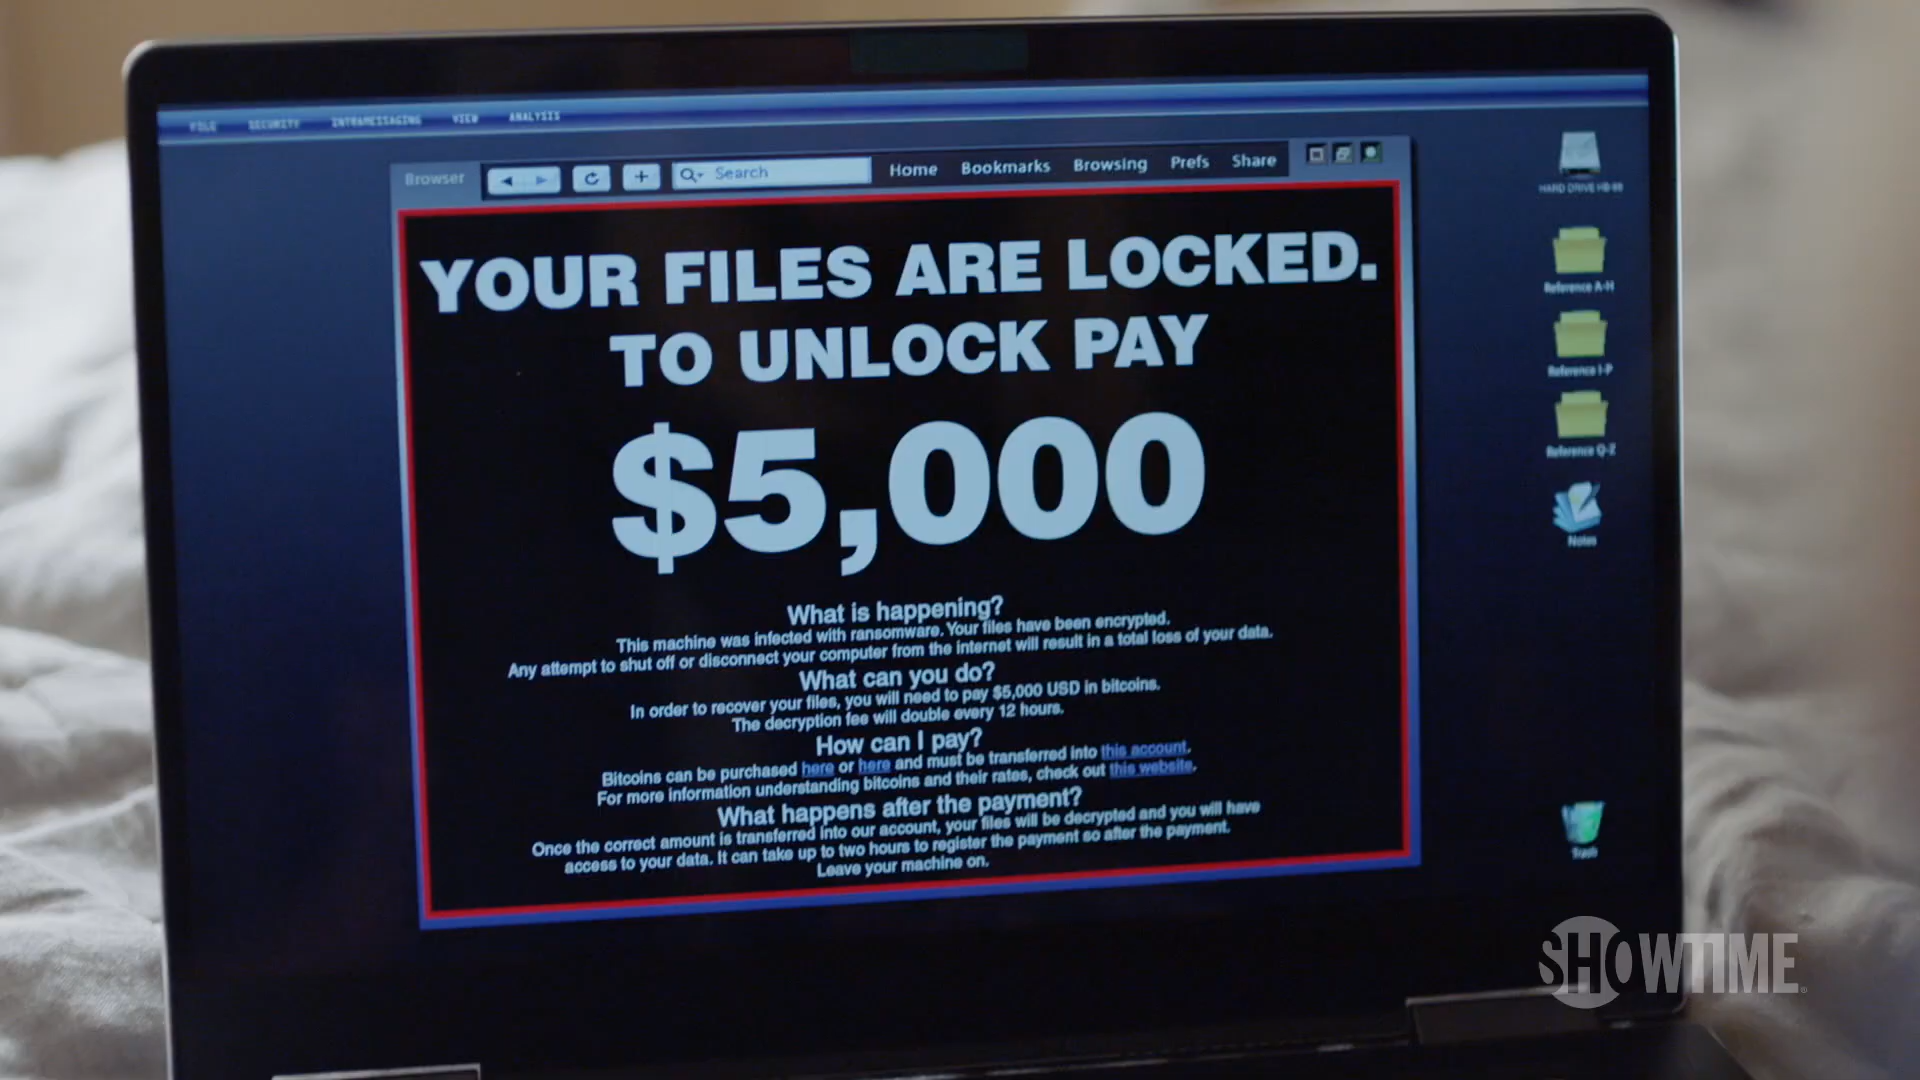 FILE SECURITY INTRAMESSAGING VIEW ANALYSIS
Browser Search Home Bookmarks Browsing Prefs Share
HARD DRIVE HB-88
YOUR FILES ARE LOCKED.
TO UNLOCK PAY
$5,000
Reference A-H
Reference I-P
Reference Q-Z
Notes
What is happening?
This machine was infected with ransomware. Your files have been encrypted.
Any attempt to shut off or disconnect your computer from the internet will result in a total loss of your data.
What can you do?
In order to recover your files, you will need to pay $5,000 USD in bitcoins.
The decryption fee will double every 12 hours.
How can I pay?
Bitcoins can be purchased here or here and must be transferred into this account.
For more information understanding bitcoins and their rates, check out this website.
What happens after the payment?
Once the correct amount is transferred into our account, your files will be decrypted and you will have
access to your data. It can take up to two hours to register the payment so after the payment.
Leave your machine on.
Trash
SHOWTIME